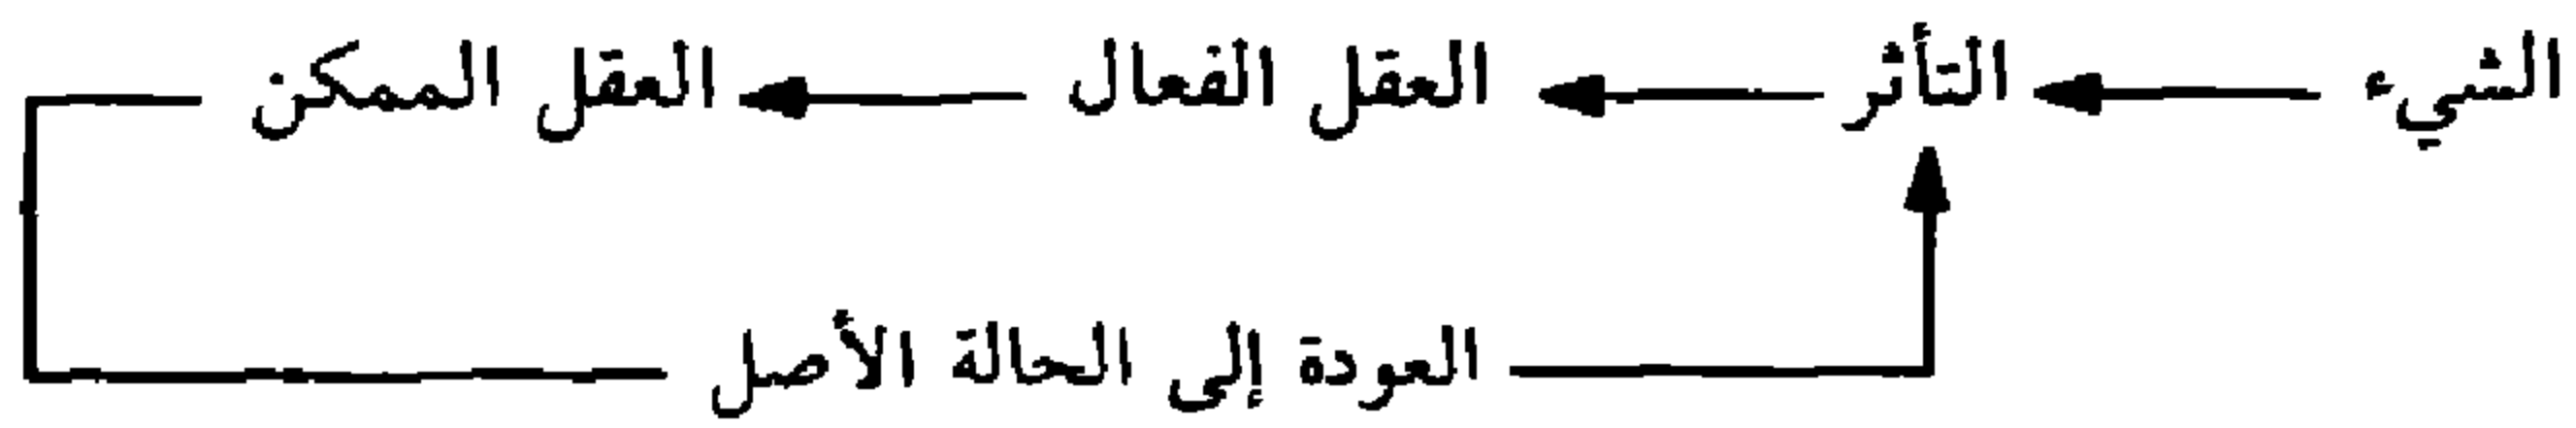 الشيء التأثر العقل الفعال العقل الممكن
العودة إلى الحالة الأصل